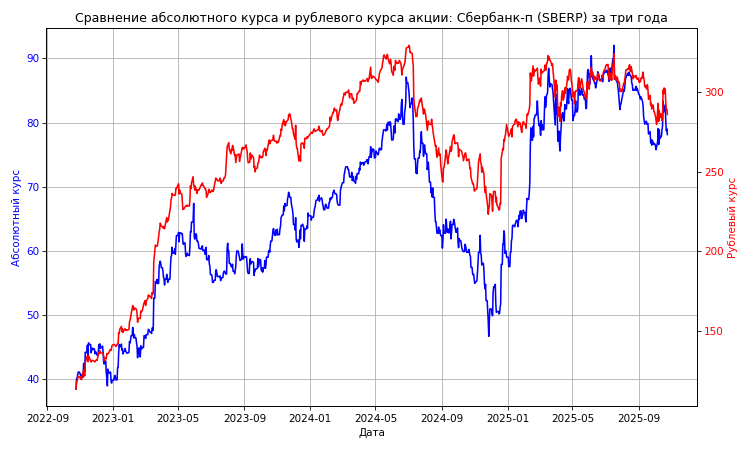 Сравнение абсолютного курса и рублевого курса акции: Сбербанк-п (SBERP) за три года
Абсолютный курс
90
80
70
60
50
40
300
250
200
150
Рублевый курс
2022-09 2023-01 2023-05 2023-09 2024-01 2024-05 2024-09 2025-01 2025-05 2025-09
Дата